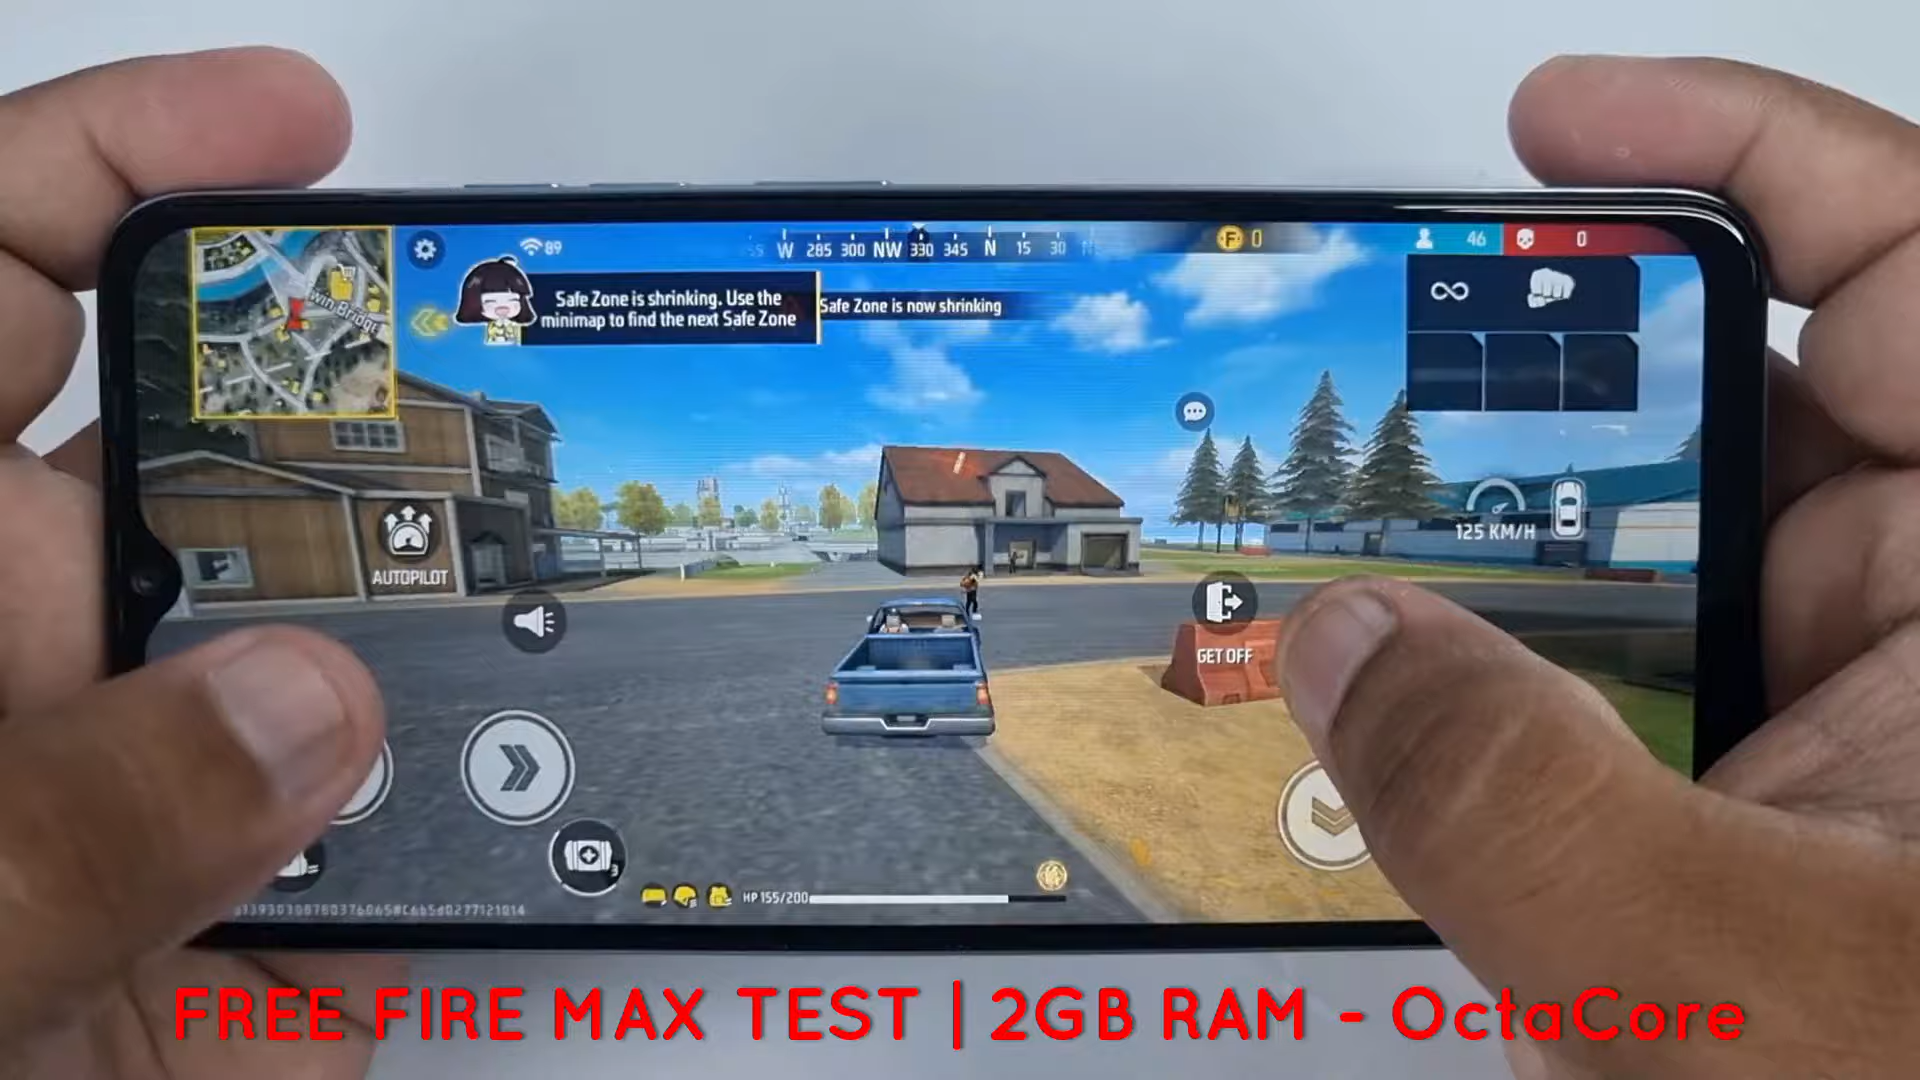 89
W 285 300 NW 330 345 N 15 30
0
46
0
win Bridge
Safe Zone is shrinking. Use the
minimap to find the next Safe Zone
Safe Zone is now shrinking
125 KM/H
AUTOPILOT
GET OFF
3
HP 155/200
FREE FIRE MAX TEST | 2GB RAM - OctaCore